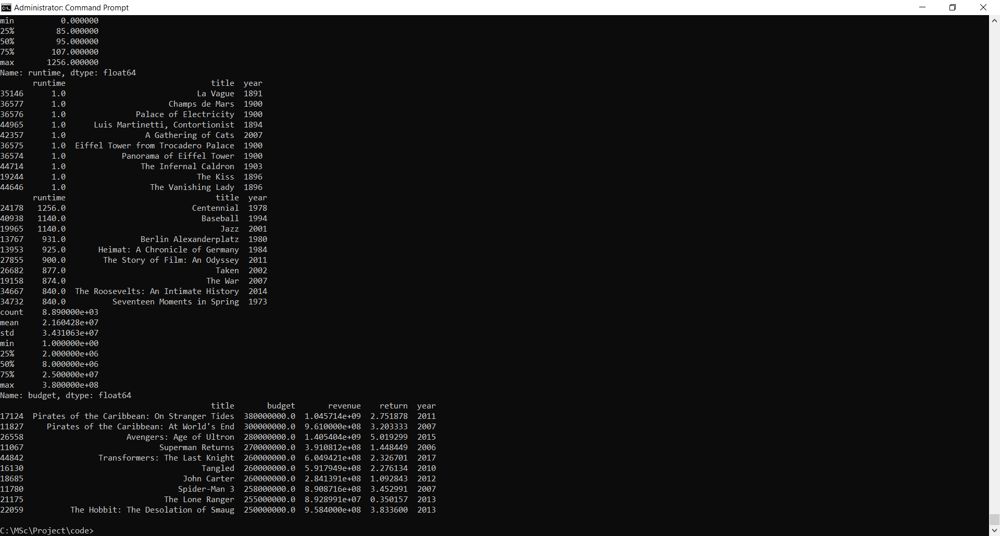 Administrator: Command Prompt
min          0.000000
25%         85.000000
50%         95.000000
75%        107.000000
max       1256.000000
Name: runtime, dtype: float64
       runtime                               title  year
35146      1.0                            La Vague  1891
36577      1.0                      Champs de Mars  1900
36576      1.0               Palace of Electricity  1900
44965      1.0      Luis Martinetti, Contortionist  1894
42357      1.0                 A Gathering of Cats  2007
36575      1.0  Eiffel Tower from Trocadero Palace  1900
36574      1.0            Panorama of Eiffel Tower  1900
44714      1.0                The Infernal Caldron  1903
19244      1.0                            The Kiss  1896
44646      1.0                  The Vanishing Lady  1896
       runtime                                title  year
24178   1256.0                           Centennial  1978
40938   1140.0                             Baseball  1994
19965   1140.0                                 Jazz  2001
13767    931.0                Berlin Alexanderplatz  1980
13953    925.0       Heimat: A Chronicle of Germany  1984
27855    900.0        The Story of Film: An Odyssey  2011
26682    877.0                                Taken  2002
19158    874.0                              The War  2007
34667    840.0  The Roosevelts: An Intimate History  2014
34732    840.0          Seventeen Moments in Spring  1973
count    8.890000e+03
mean     2.160428e+07
std      3.431063e+07
min      1.000000e+00
25%      2.000000e+06
50%      8.000000e+06
75%      2.500000e+07
max      3.800000e+08
Name: budget, dtype: float64
                                             title       budget       revenue    return  year
17124  Pirates of the Caribbean: On Stranger Tides  380000000.0  1.045714e+09  2.751878  2011
11827     Pirates of the Caribbean: At World's End  300000000.0  9.610000e+08  3.203333  2007
26558                      Avengers: Age of Ultron  280000000.0  1.405404e+09  5.019299  2015
11067                             Superman Returns  270000000.0  3.910812e+08  1.448449  2006
44842                Transformers: The Last Knight  260000000.0  6.049421e+08  2.326701  2017
16130                                      Tangled  260000000.0  5.917949e+08  2.276134  2010
18685                                  John Carter  260000000.0  2.841391e+08  1.092843  2012
11780                                 Spider-Man 3  258000000.0  8.908716e+08  3.452991  2007
21175                              The Lone Ranger  255000000.0  8.928991e+07  0.350157  2013
22059          The Hobbit: The Desolation of Smaug  250000000.0  9.584000e+08  3.833600  2013
C:\MSc\Project\code>